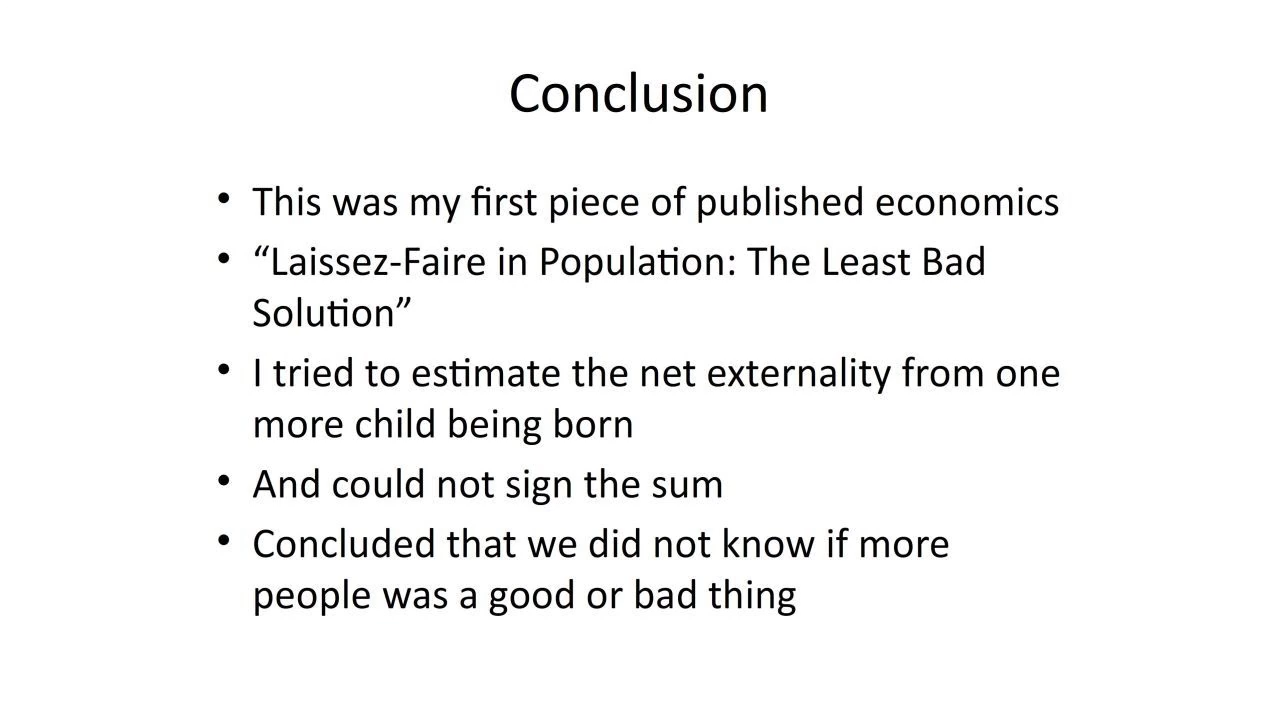 Conclusion
• This was my first piece of published economics
• “Laissez-Faire in Population: The Least Bad
Solution”
• I tried to estimate the net externality from one
more child being born
• And could not sign the sum
• Concluded that we did not know if more
people was a good or bad thing